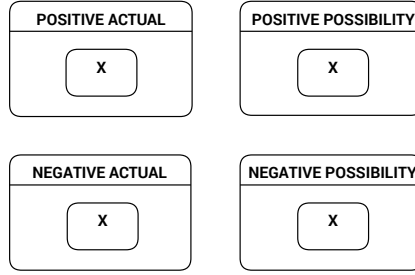 POSITIVE ACTUAL
X
POSITIVE POSSIBILITY
X
NEGATIVE ACTUAL
X
NEGATIVE POSSIBILITY
X